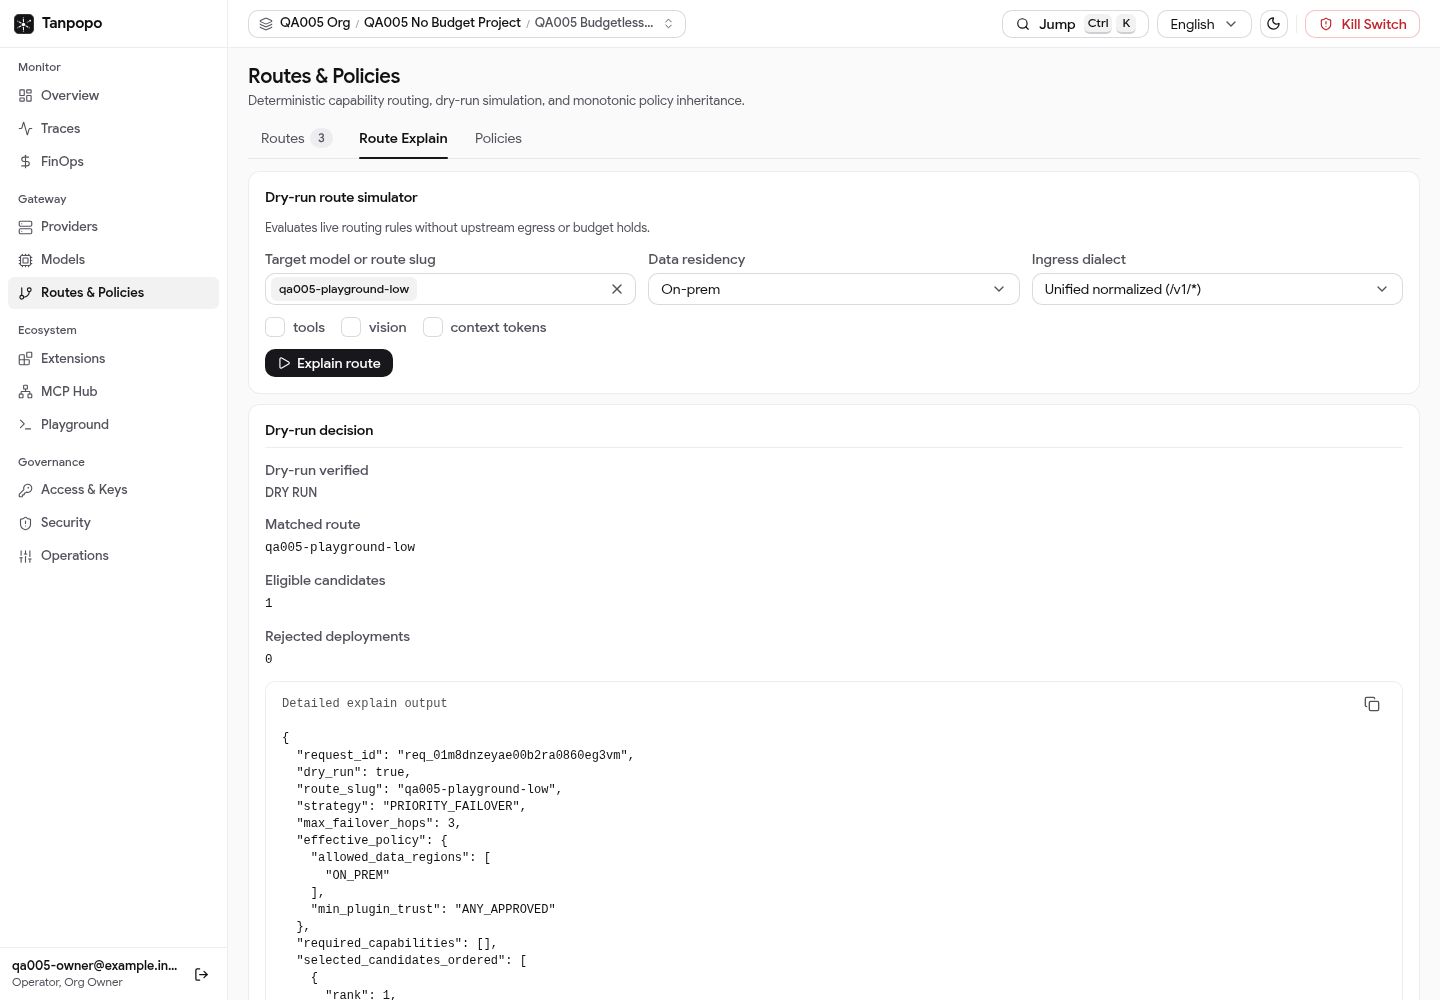 Tanpopo
QA005 Org / QA005 No Budget Project / QA005 Budgetless...
Jump Ctrl K
English
Kill Switch
Monitor
Overview
Traces
FinOps
Gateway
Providers
Models
Routes & Policies
Ecosystem
Extensions
MCP Hub
Playground
Governance
Access & Keys
Security
Operations
qa005-owner@example.in...
Operator, Org Owner
Routes & Policies
Deterministic capability routing, dry-run simulation, and monotonic policy inheritance.
Routes 3 Route Explain Policies
Dry-run route simulator
Evaluates live routing rules without upstream egress or budget holds.
Target model or route slug Data residency Ingress dialect
qa005-playground-low On-prem Unified normalized (/v1/*)
tools vision context tokens
Explain route
Dry-run decision
Dry-run verified
DRY RUN
Matched route
qa005-playground-low
Eligible candidates
1
Rejected deployments
0
Detailed explain output
{
"request_id": "req_01m8dnzeyae00b2ra0860eg3vm",
"dry_run": true,
"route_slug": "qa005-playground-low",
"strategy": "PRIORITY_FAILOVER",
"max_failover_hops": 3,
"effective_policy": {
"allowed_data_regions": [
"ON_PREM"
],
"min_plugin_trust": "ANY_APPROVED"
},
"required_capabilities": [],
"selected_candidates_ordered": [
{
"rank": 1,